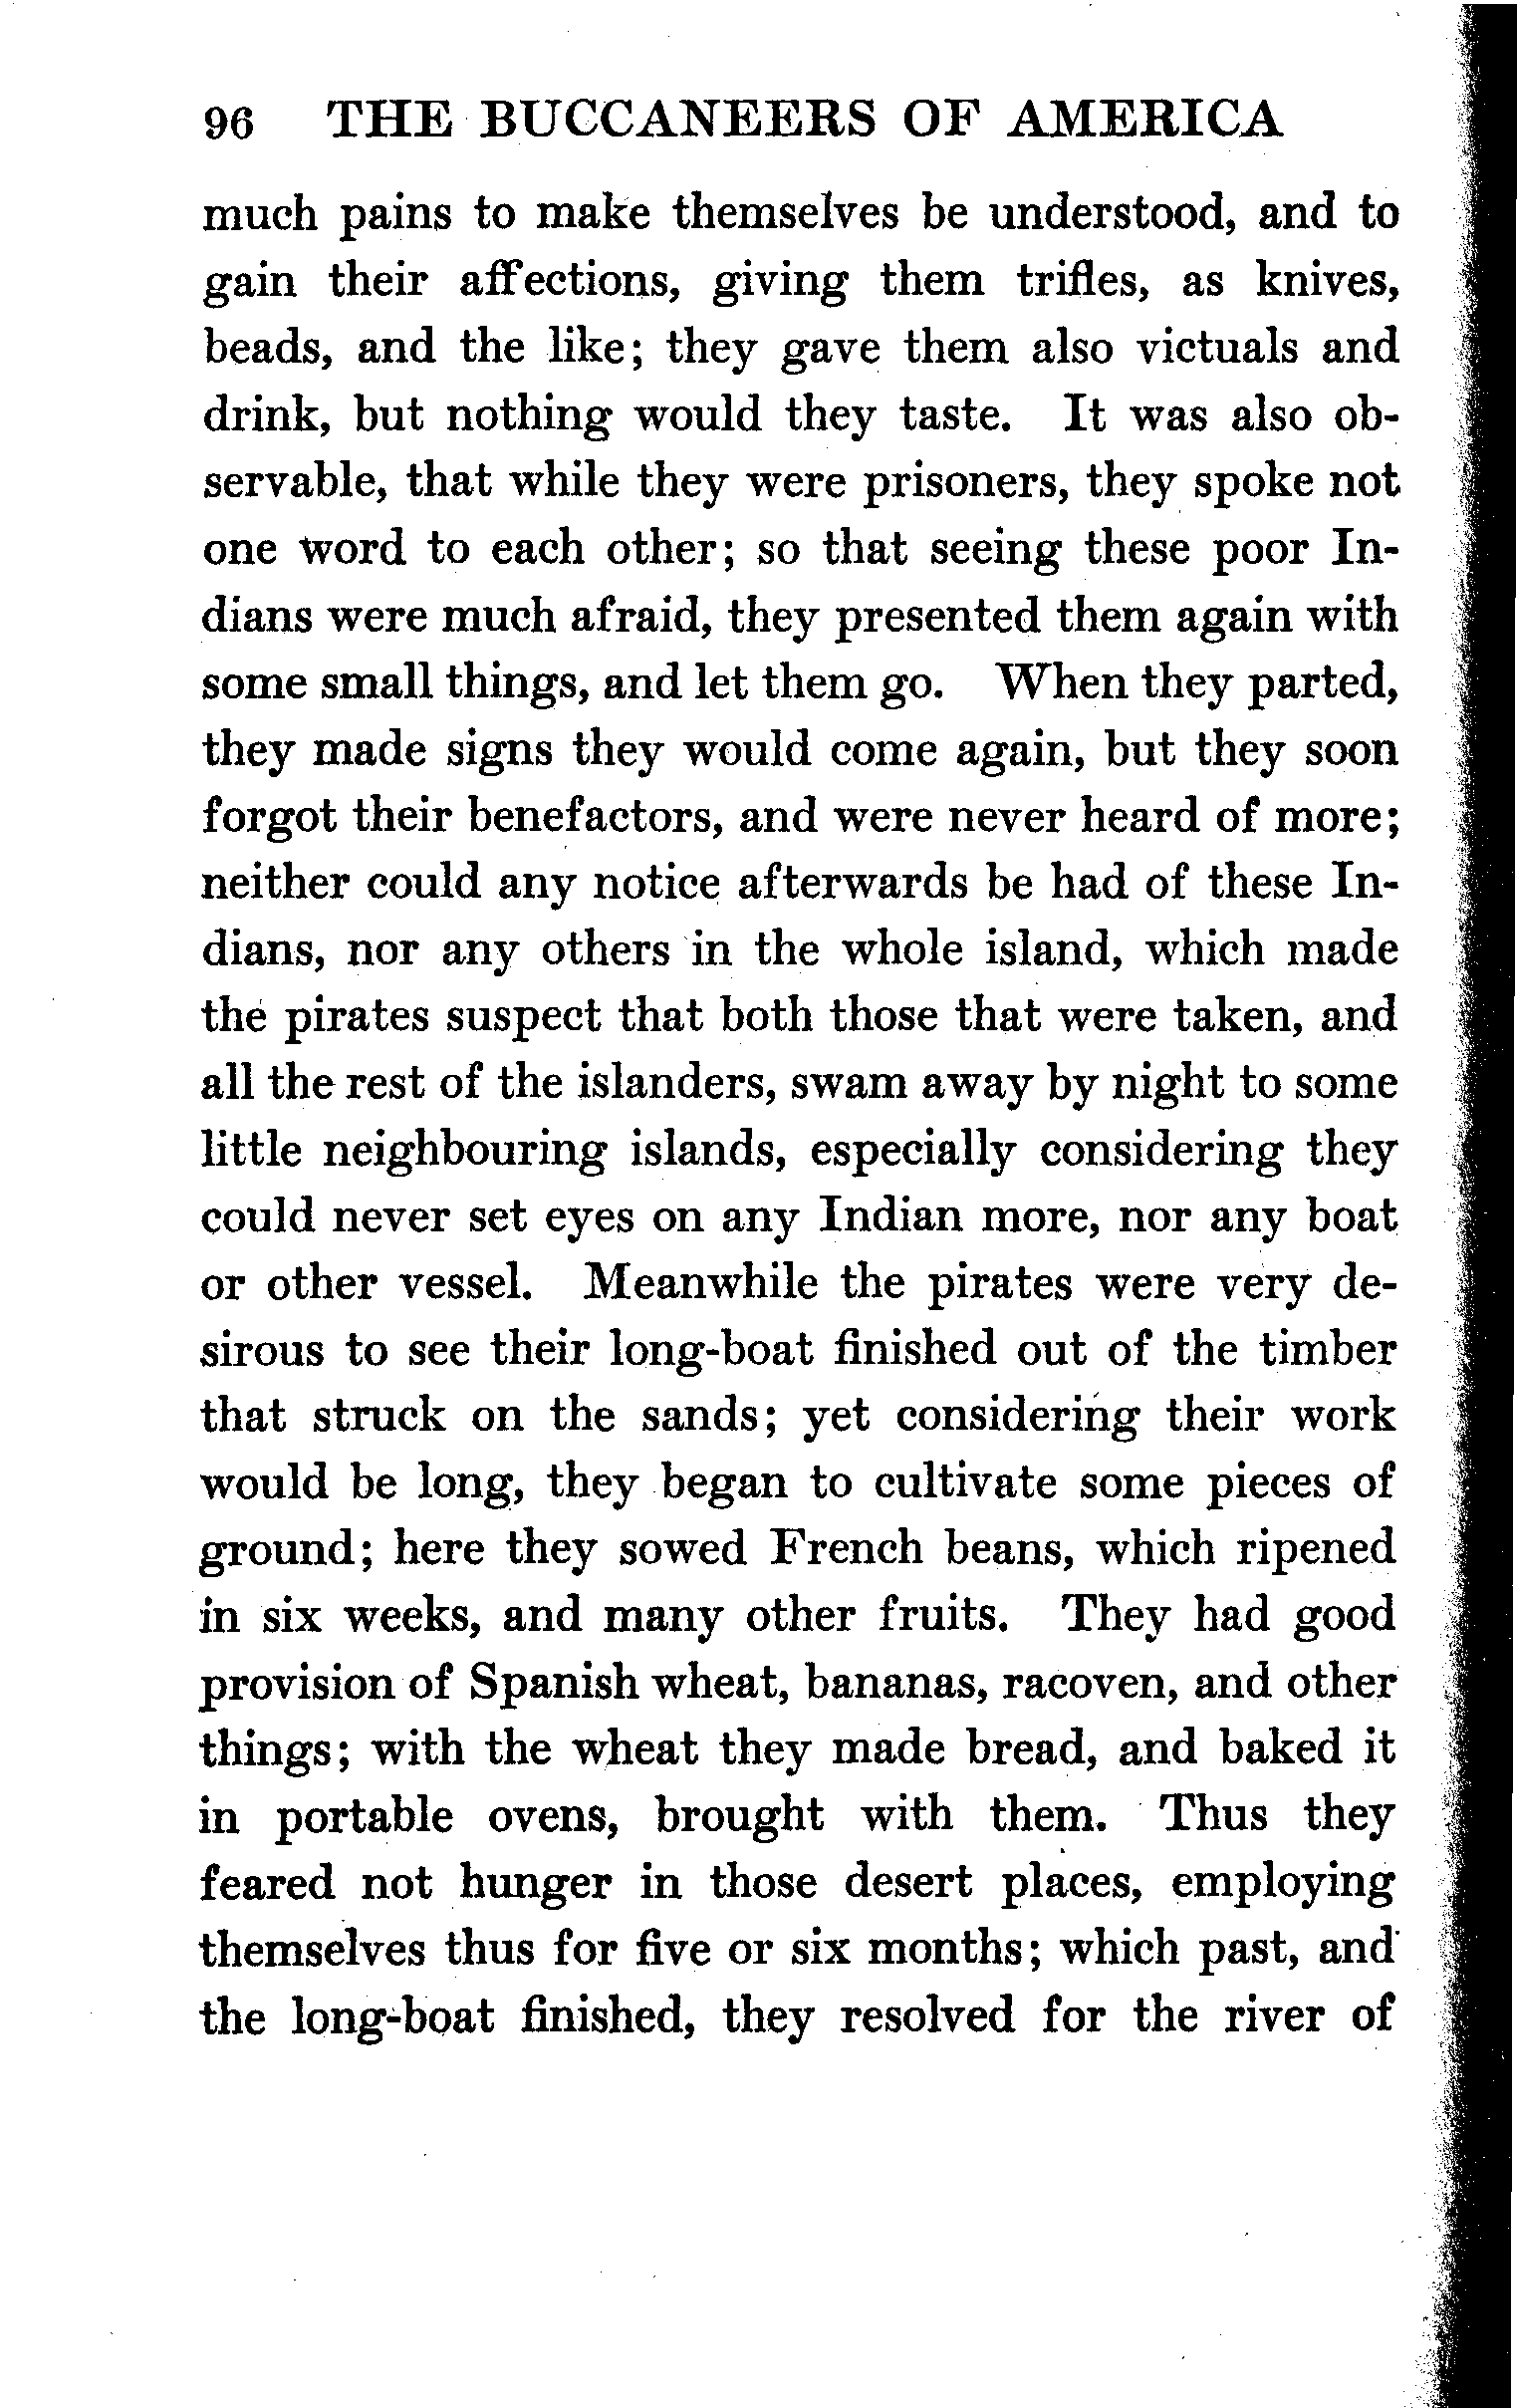 96 THE BUCCANEERS OF AMERICA
much pains to make themselves be understood, and to
gain their affections, giving them trifles, as knives,
beads, and the like; they gave them also victuals and
drink, but nothing would they taste. It was also ob-
servable, that while they were prisoners, they spoke not
one word to each other; so that seeing these poor In-
dians were much afraid, they presented them again with
some small things, and let them go. When they parted,
they made signs they would come again, but they soon
forgot their benefactors, and were never heard of more;
neither could any notice afterwards be had of these In-
dians, nor any others in the whole island, which made
the pirates suspect that both those that were taken, and
all the rest of the islanders, swam away by night to some
little neighbouring islands, especially considering they
could never set eyes on any Indian more, nor any boat
or other vessel. Meanwhile the pirates were very de-
sirous to see their long-boat finished out of the timber
that struck on the sands; yet considering their work
would be long, they began to cultivate some pieces of
ground; here they sowed French beans, which ripened
in six weeks, and many other fruits. They had good
provision of Spanish wheat, bananas, racoven, and other
things; with the wheat they made bread, and baked it
in portable ovens, brought with them. Thus they
feared not hunger in those desert places, employing
themselves thus for five or six months; which past, and
the long-boat finished, they resolved for the river of